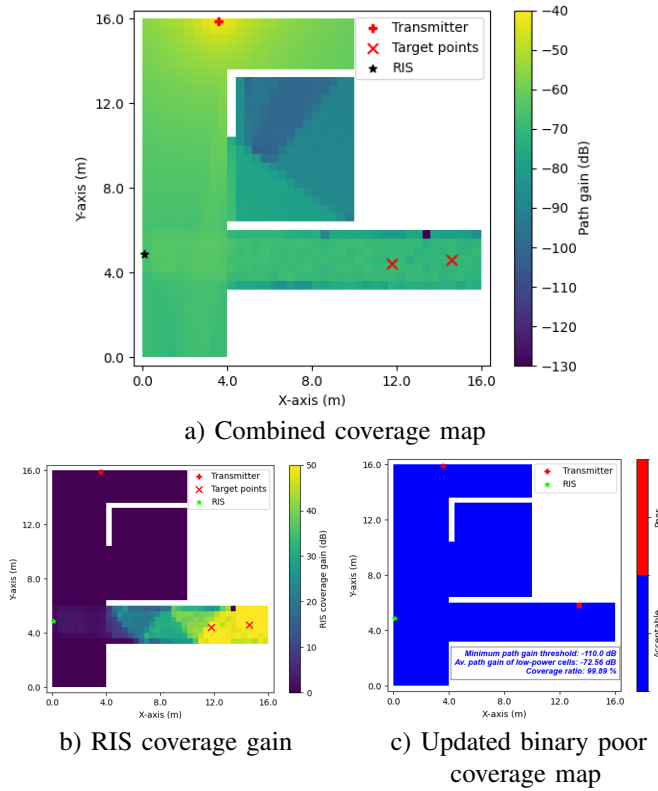 16.0
12.0
8.0
4.0
0.0
Y-axis (m)
Transmitter
Target points
RIS
0.0
4.0
8.0
12.0
16.0
X-axis (m)
−40
−50
−60
−70
−80
−90
−100
−110
−120
−130
Path gain (dB)
a) Combined coverage map
16.0
12.0
8.0
4.0
0.0
Y-axis (m)
Transmitter
Target points
RIS
0.0
4.0
8.0
12.0
16.0
X-axis (m)
50
40
30
20
10
0
RIS coverage gain (dB)
b) RIS coverage gain
16.0
12.0
8.0
4.0
0.0
Y-axis (m)
Transmitter
RIS
Minimum path gain threshold: -110.0 dB
Av. path gain of low-power cells: -72.56 dB
Coverage ratio: 99.89 %
0.0
4.0
8.0
12.0
16.0
X-axis (m)
Acceptable
c) Updated binary poor
coverage map